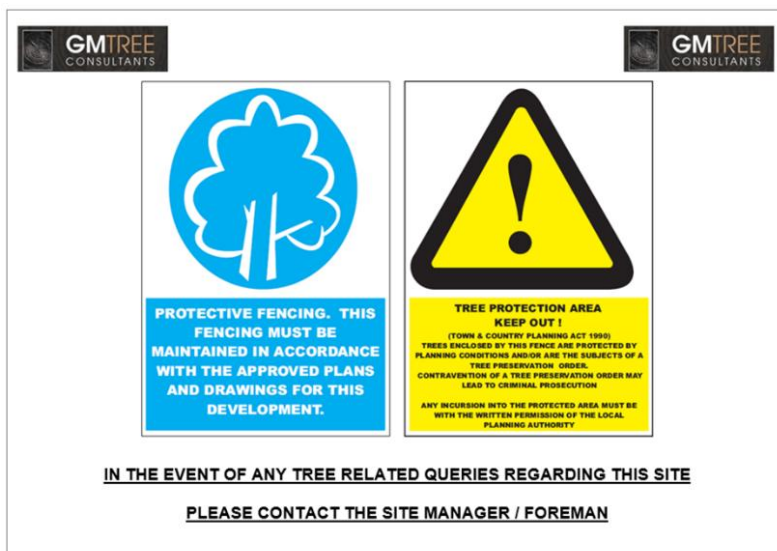 GMTREE
CONSULTANTS
GMTREE
CONSULTANTS
PROTECTIVE FENCING. THIS
FENCING MUST BE
MAINTAINED IN ACCORDANCE
WITH THE APPROVED PLANS
AND DRAWINGS FOR THIS
DEVELOPMENT.
TREE PROTECTION AREA
KEEP OUT !
(TOWN & COUNTRY PLANNING ACT 1990)
TREES ENCLOSED BY THIS FENCE ARE PROTECTED BY
PLANNING CONDITIONS AND/OR ARE THE SUBJECTS OF A
TREE PRESERVATION ORDER.
CONTRAVENTION OF A TREE PRESERVATION ORDER MAY
LEAD TO CRIMINAL PROSECUTION
ANY INCURSION INTO THE PROTECTED AREA MUST BE
WITH THE WRITTEN PERMISSION OF THE LOCAL
PLANNING AUTHORITY
IN THE EVENT OF ANY TREE RELATED QUERIES REGARDING THIS SITE
PLEASE CONTACT THE SITE MANAGER / FOREMAN